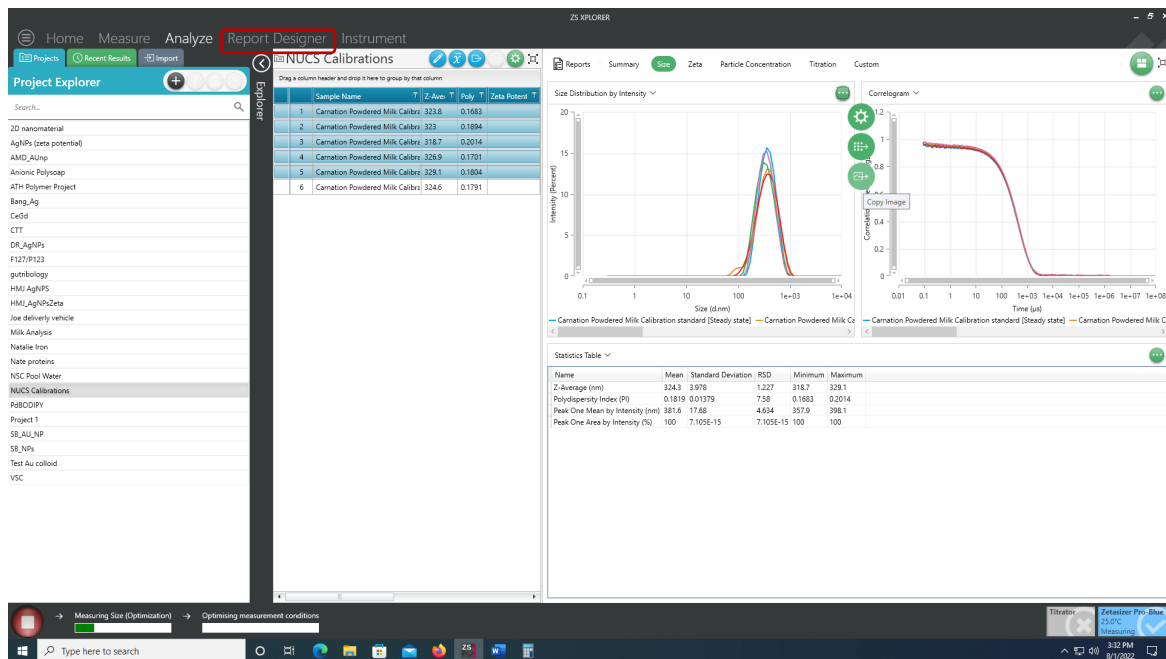 ZS XPLORER
Home Measure Analyze Report Designer Instrument
Projects Recent Results Import
Project Explorer
Search...
2D nanomaterial
AgNPs (zeta potential)
AMD_AUnp
Anionic Polysoap
ATH Polymer Project
Bang_Ag
CeGd
CTT
DR_AgNPs
F127/P123
gutribology
HMJ AgNPS
HMJ_AgNPsZeta
Joe deliverly vehicle
Milk Analysis
Natalie Iron
Nate proteins
NSC Pool Water
NUCS Calibrations
PdBODIPY
Project 1
SB_AU_NP
SB_NPs
Test Au colloid
VSC
Explorer
NUCS Calibrations
Drag a column header and drop it here to group by that column
Sample Name Z-Aver Poly Zeta Potent
1 Carnation Powdered Milk Calibra 323.8 0.1683
2 Carnation Powdered Milk Calibra 323 0.1894
3 Carnation Powdered Milk Calibra 318.7 0.2014
4 Carnation Powdered Milk Calibra 326.9 0.1701
5 Carnation Powdered Milk Calibra 329.1 0.1804
6 Carnation Powdered Milk Calibra 324.6 0.1791
Reports Summary Size Zeta Particle Concentration Titration Custom
Size Distribution by Intensity
Intensity (Percent)
20
15
10
5
0
0.1 1 10 100 1e+03 1e+04
Size (d.nm)
Carnation Powdered Milk Calibration standard [Steady state] Carnation Powdered Milk Ca
Copy Image
Correlogram
1.2
1
0.8
0.4
0.2
0
0.01 0.1 1 10 100 1e+03 1e+04 1e+05 1e+06 1e+07 1e+08
Time (µs)
Carnation Powdered Milk Calibration standard [Steady state] Carnation Powdered Milk C
Statistics Table
Name Mean Standard Deviation RSD Minimum Maximum
Z-Average (nm) 324.3 3.978 1.227 318.7 329.1
Polydispersity Index (PI) 0.1819 0.01379 7.58 0.1683 0.2014
Peak One Mean by Intensity (nm) 381.6 17.68 4.634 357.9 398.1
Peak One Area by Intensity (%) 100 7.105E-15 7.105E-15 100 100
Measuring Size (Optimization) Optimising measurement conditions
Titrator
Zetasizer Pro-Blue
25.0°C
Measuring
Type here to search
ZS
3:32 PM
8/1/2022